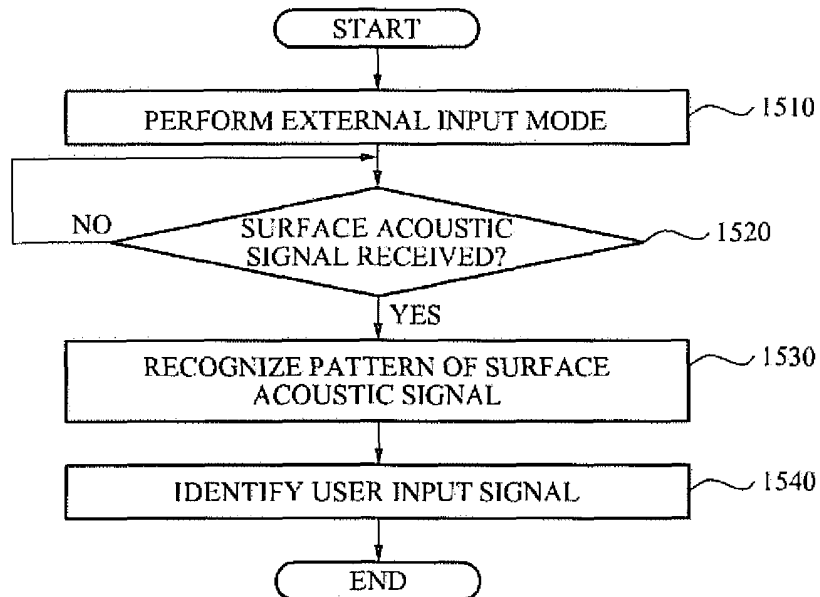 START
PERFORM EXTERNAL INPUT MODE
1510
NO
SURFACE ACOUSTIC
SIGNAL RECEIVED?
1520
YES
RECOGNIZE PATTERN OF SURFACE
ACOUSTIC SIGNAL
1530
IDENTIFY USER INPUT SIGNAL
1540
END